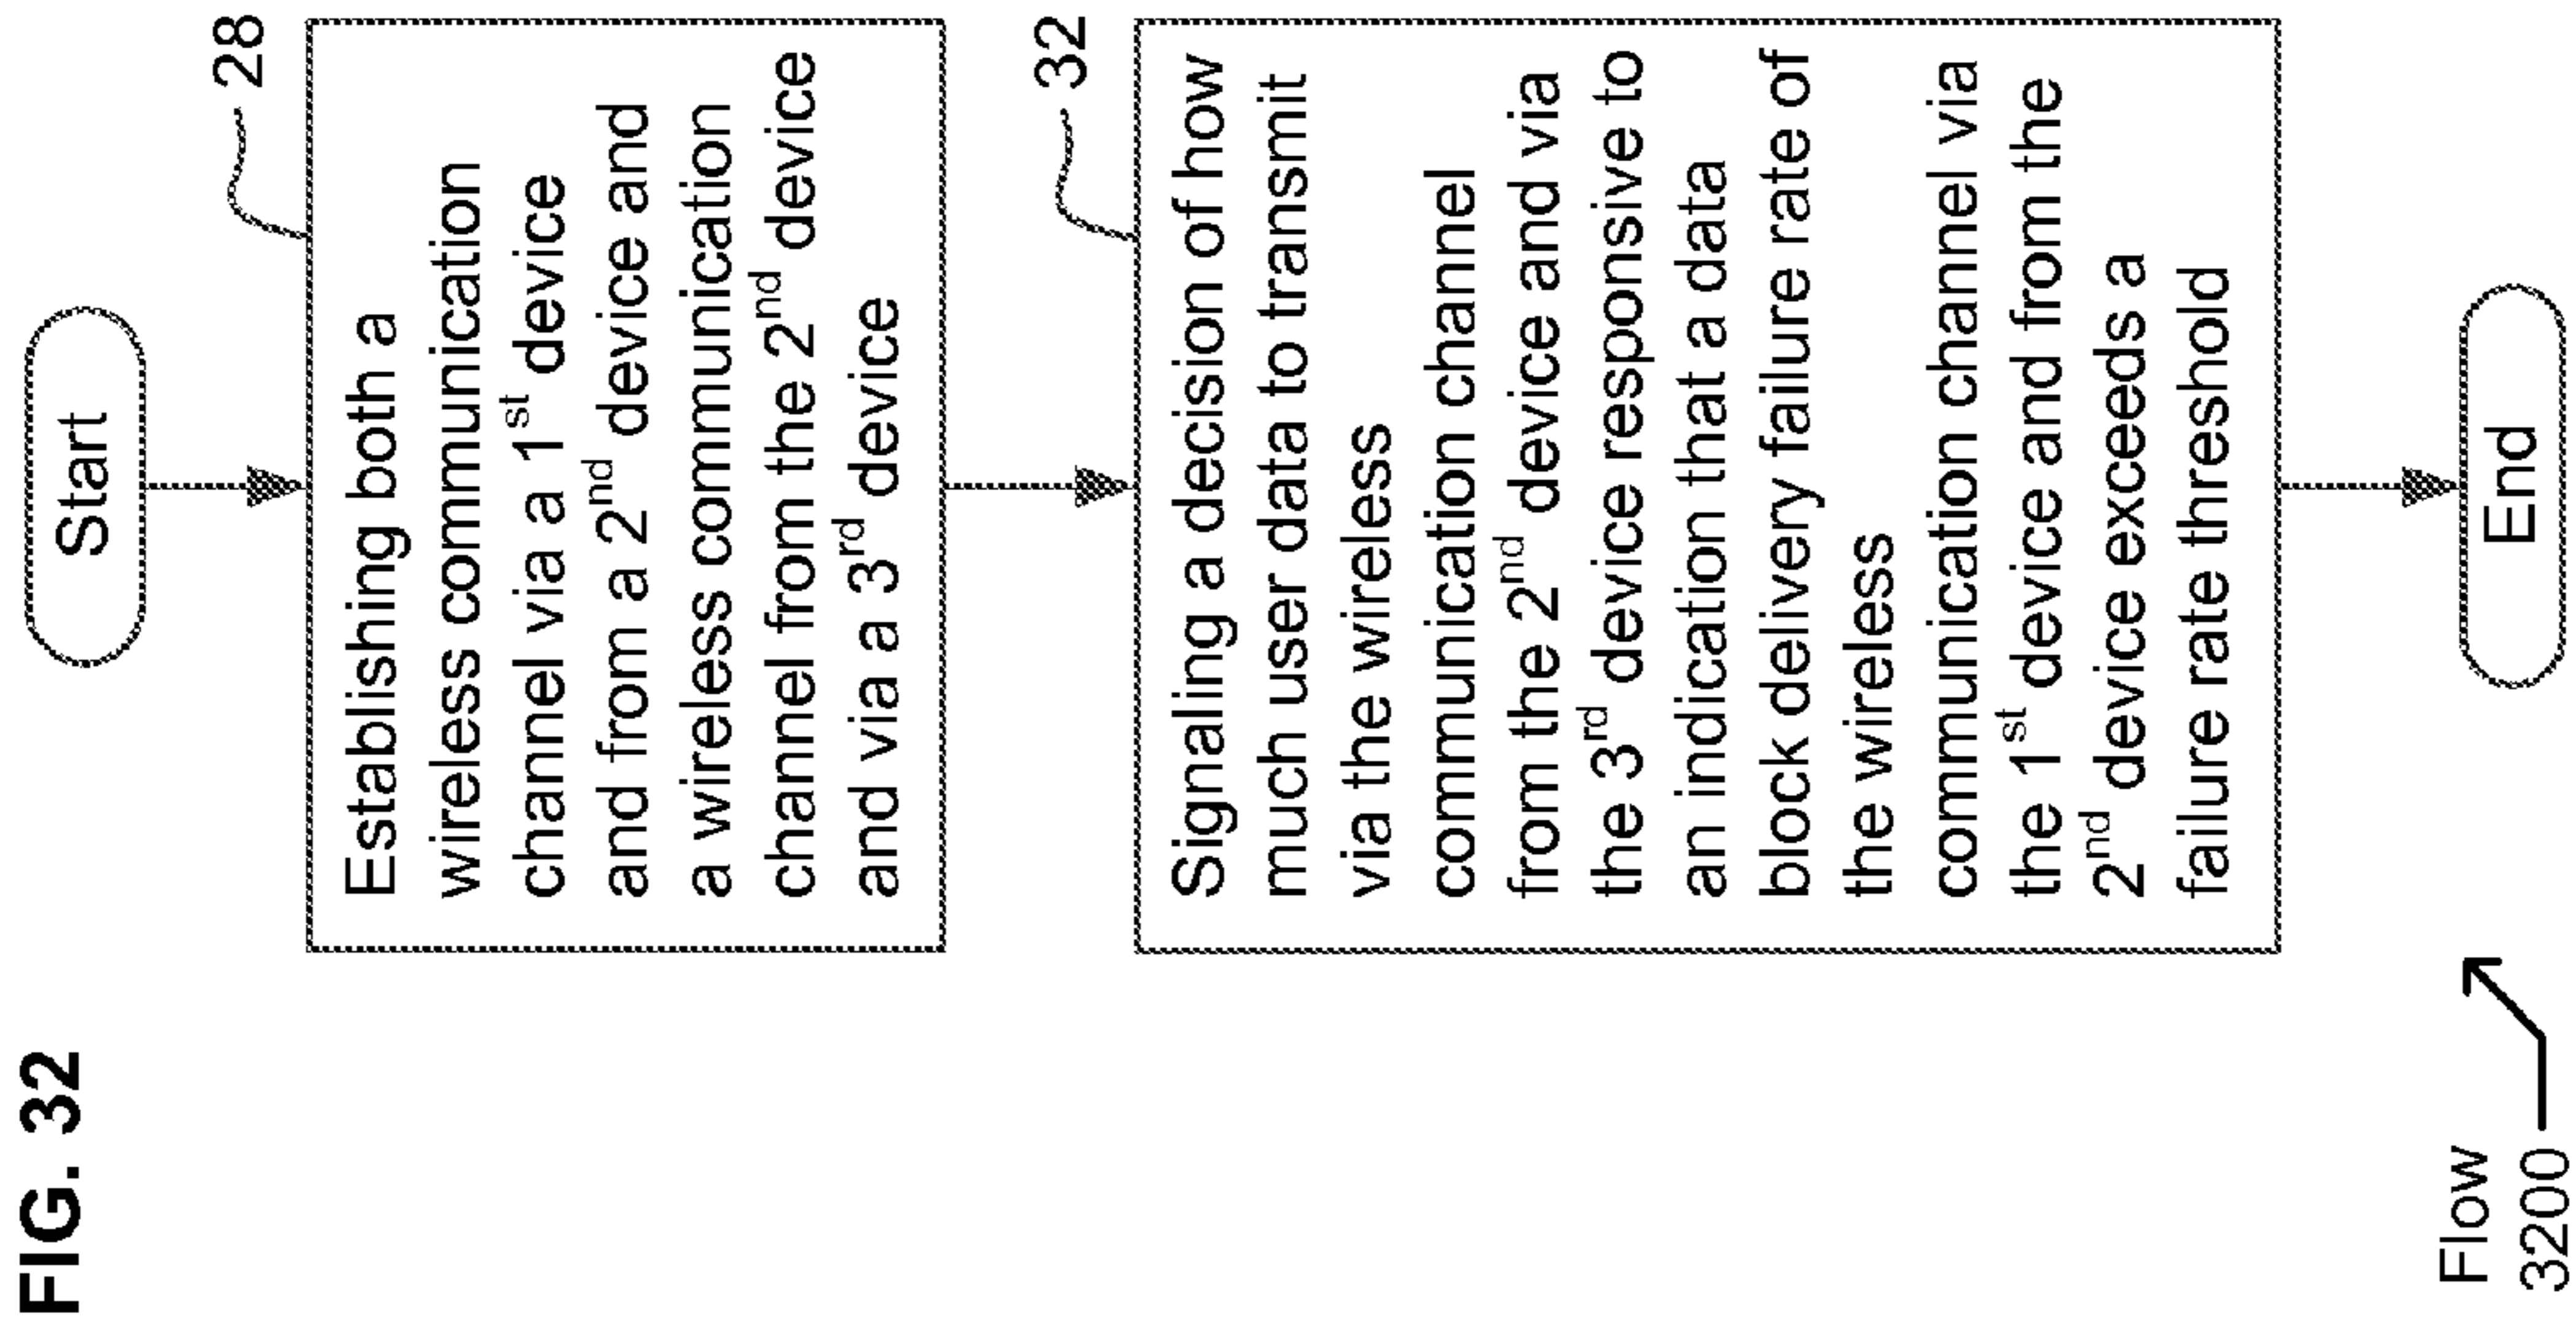 FIG. 32
Start
28
Establishing both a
wireless communication
channel via a 1st device
and from a 2nd device and
a wireless communication
channel from the 2nd device
and via a 3rd device
32
Signaling a decision of how
much user data to transmit
via the wireless
communication channel
from the 2nd device and via
the 3rd device responsive to
an indication that a data
block delivery failure rate of
the wireless
communication channel via
the 1st device and from the
2nd device exceeds a
failure rate threshold
End
Flow
3200